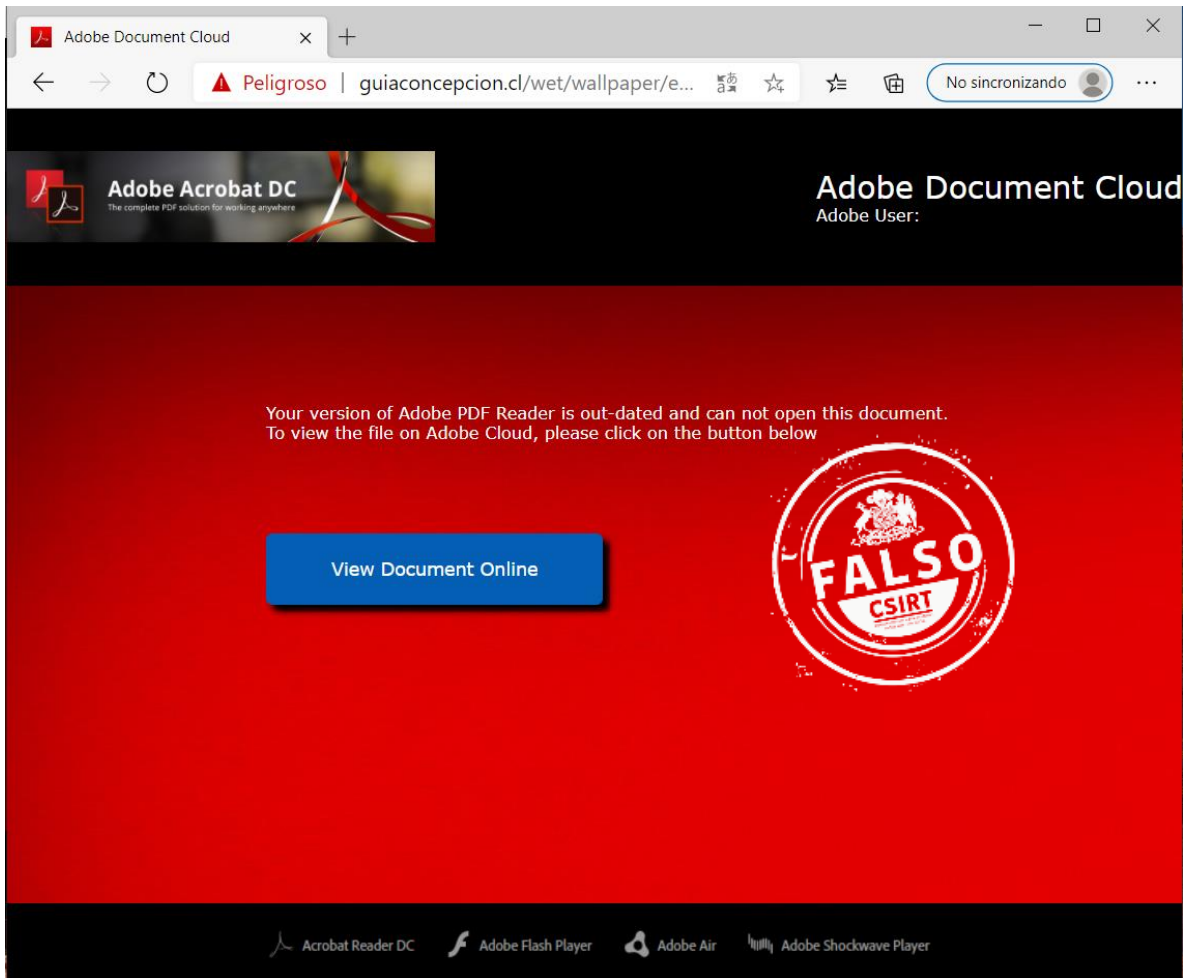 Adobe Document Cloud
Peligroso | guiaconcepcion.cl/wet/wallpaper/e...
No sincronizando
Adobe Acrobat DC
The complete PDF solution for working anywhere
Adobe Document Cloud
Adobe User:
Your version of Adobe PDF Reader is out-dated and can not open this document.
To view the file on Adobe Cloud, please click on the button below
View Document Online
FALSO
CSIRT
Acrobat Reader DC
Adobe Flash Player
Adobe Air
Adobe Shockwave Player